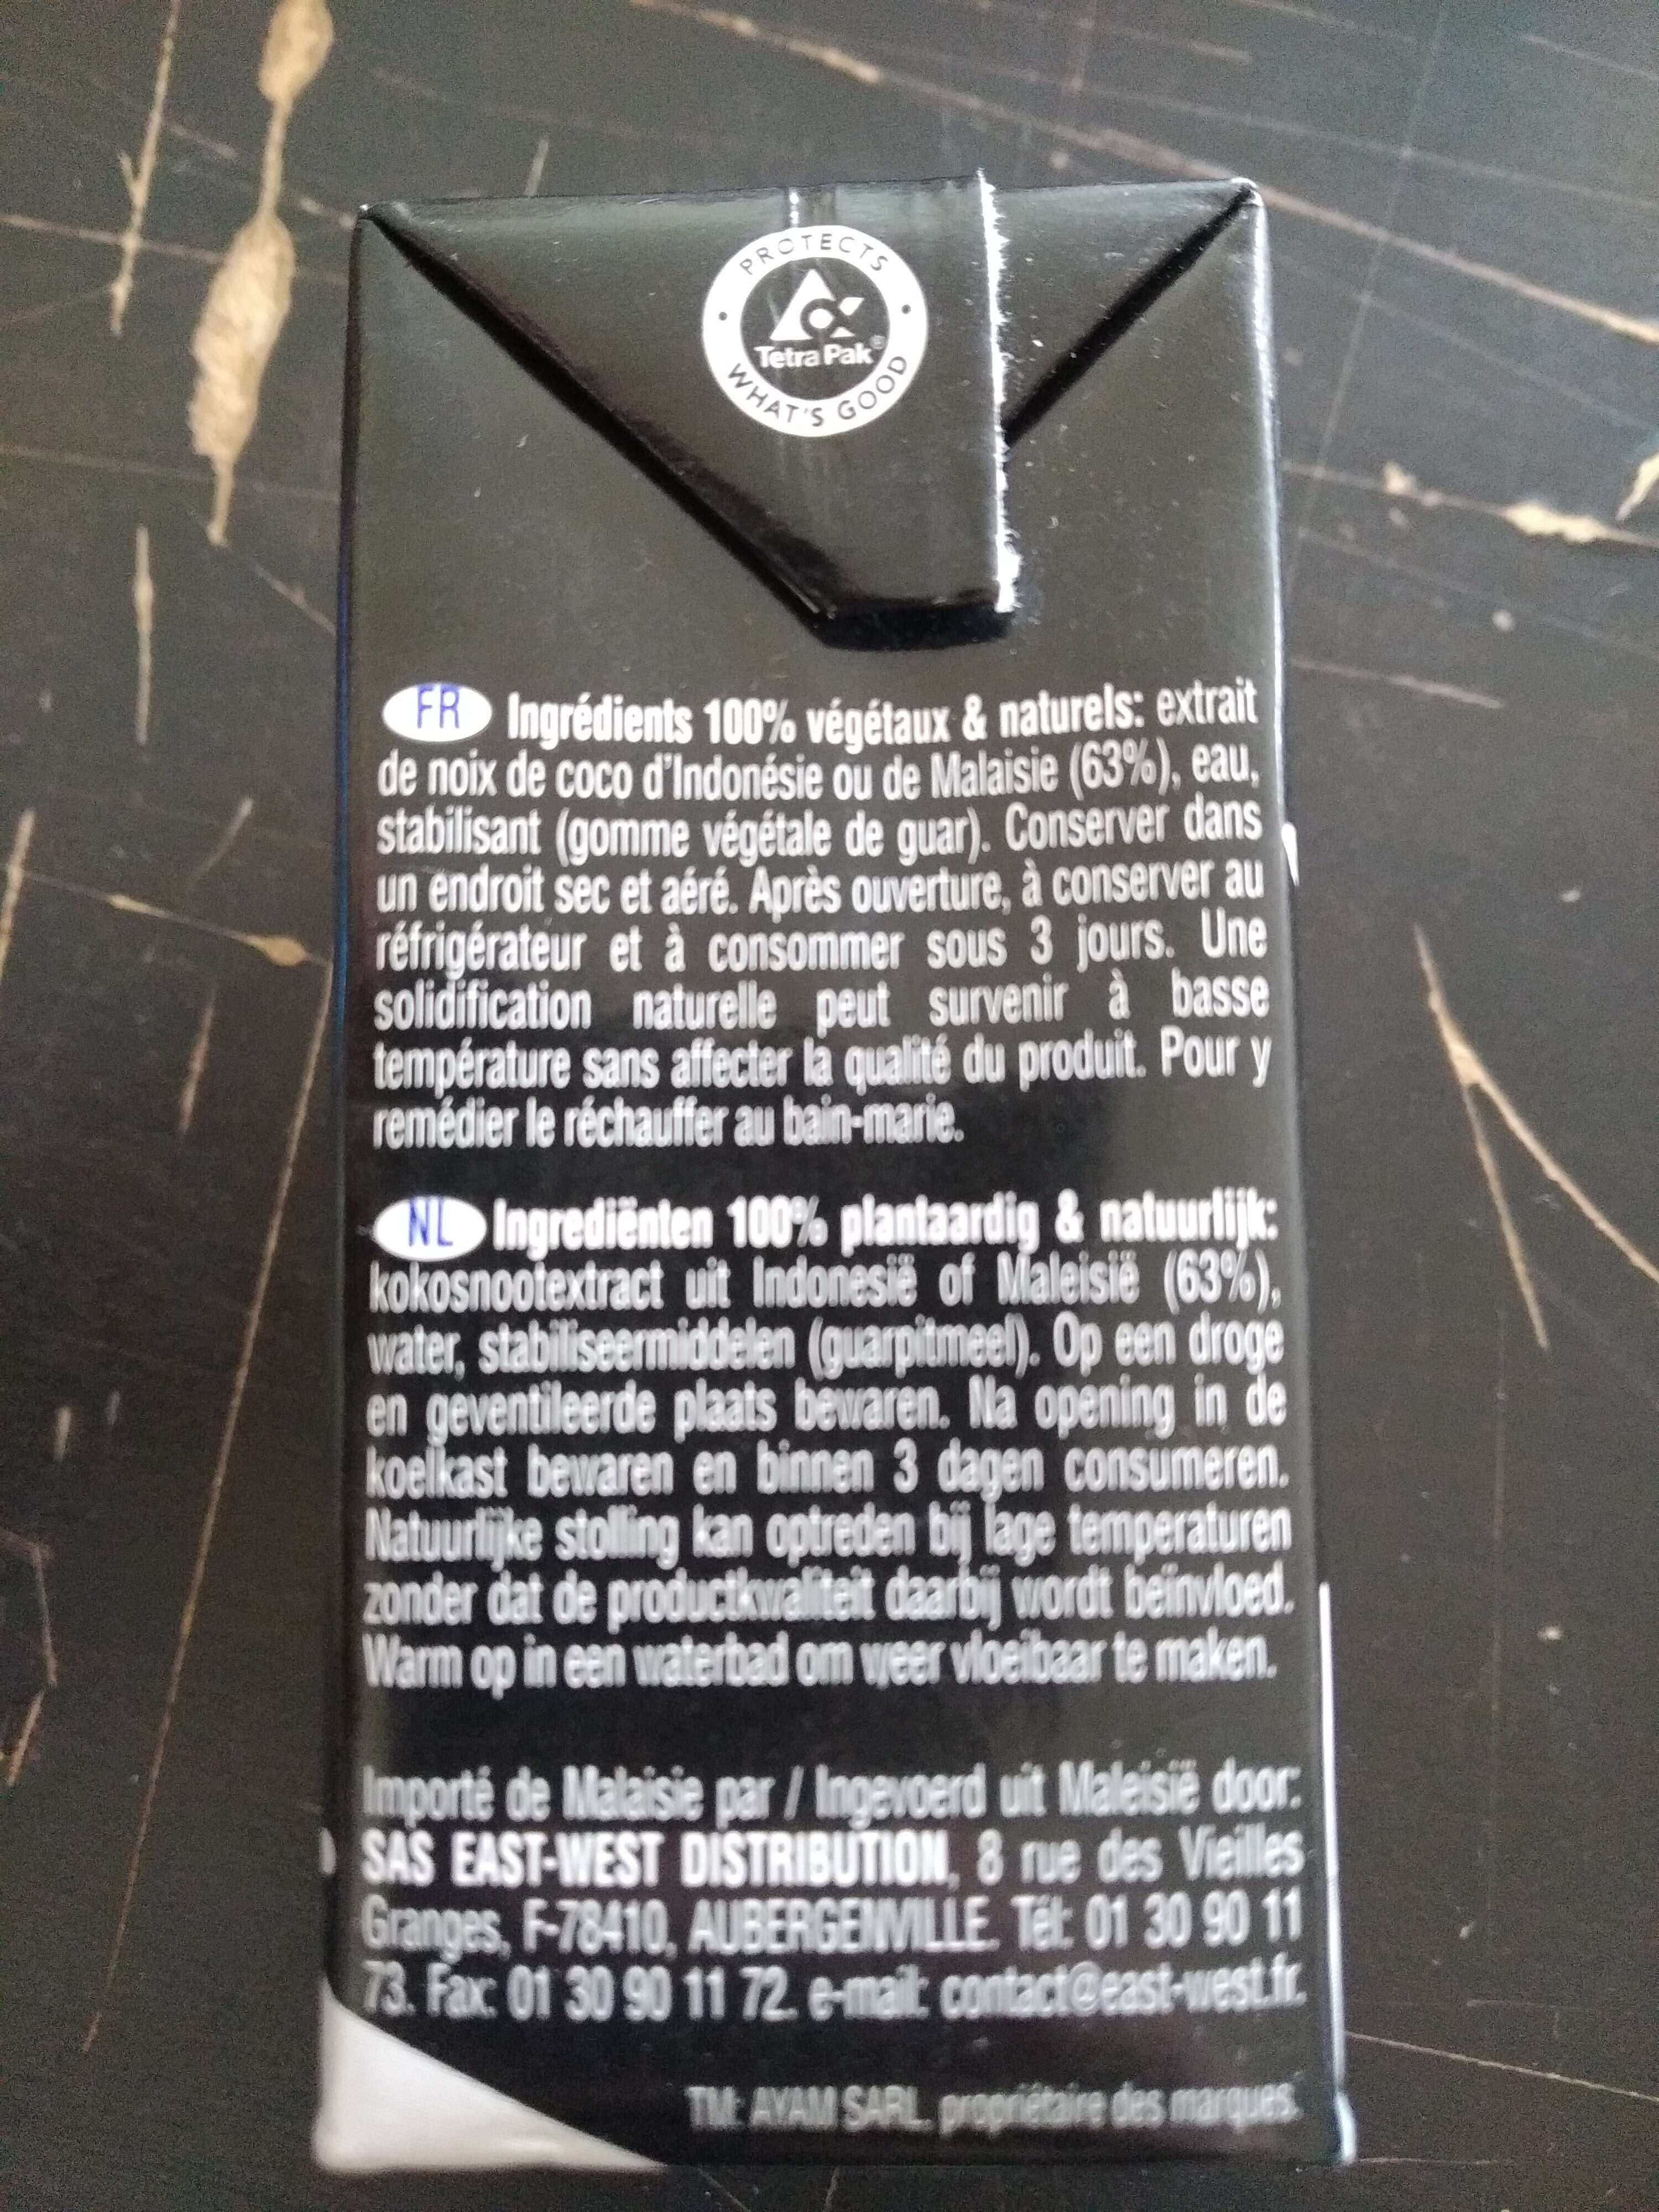 PROTECTS
Tetra Pak®
WHAT'S GOOD
FR Ingrédients 100% végétaux & naturels: extrait
de noix de coco d'Indonésie ou de Malaisie (63%), eau,
stabilisant (gomme végétale de guar). Conserver dans
un endroit sec et aéré. Après ouverture, à conserver au
réfrigérateur et à consommer sous 3 jours. Une
solidification naturelle peut survenir à basse
température sans affecter la qualité du produit. Pour y
remédier le réchauffer au bain-marie.
NL Ingrediënten 100% plantaardig & natuurlijk:
kokosnootextract uit Indonesië of Maleisië (63%),
water, stabiliseermiddelen (guarpitmeel). Op een droge
en geventileerde plaats bewaren. Na opening in de
koelkast bewaren en binnen 3 dagen consumeren.
Natuurlijke stolling kan optreden bij lage temperaturen
zonder dat de productkwaliteit daarbij wordt beïnvloed.
Warm op in een waterbad om weer vloeibaar te maken.
Importé de Malaisie par / Ingevoerd uit Maleisië door:
SAS EAST-WEST DISTRIBUTION, 8 rue des Vieilles
Granges, F-78410, AUBERGENVILLE. Tél: 01 30 90 11
73. Fax: 01 30 90 11 72. e-mail: contact@east-west.fr.
TM: AYAM SARL, propriétaire des marques.